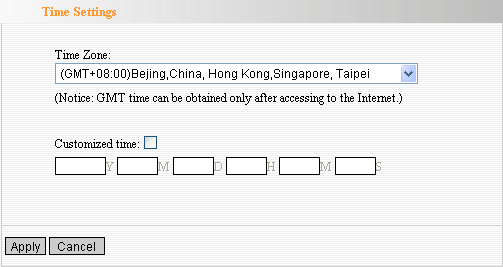 Time Settings
Time Zone:
(GMT+08:00)Bejing,China, Hong Kong,Singapore, Taipei
(Notice: GMT time can be obtained only after accessing to the Internet.)
Customized time:
Y M D H M S
Apply Cancel